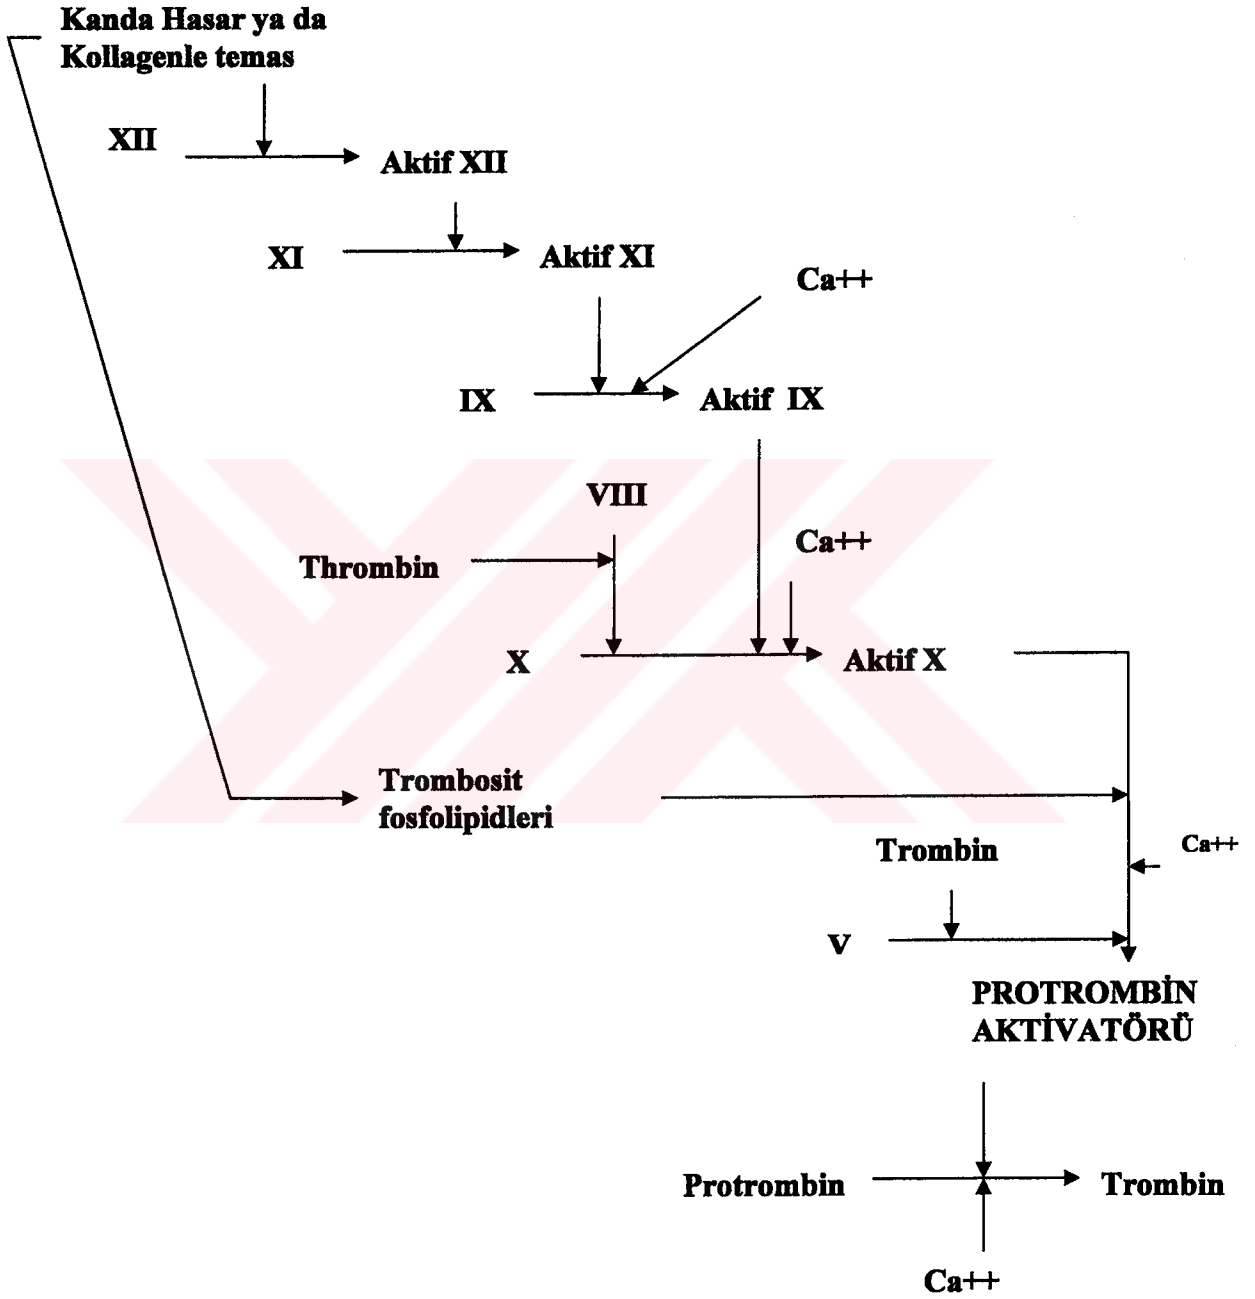 Kanda Hasar ya da
Kollagenle temas
XII
Aktif XII
XI
Aktif XI
Ca++
IX
Aktif IX
VIII
Ca++
Thrombin
X
Aktif X
Trombosit
fosfolipidleri
Trombin
Ca++
V
PROTROMBİN
AKTİVATÖRÜ
Protrombin
Trombin
Ca++